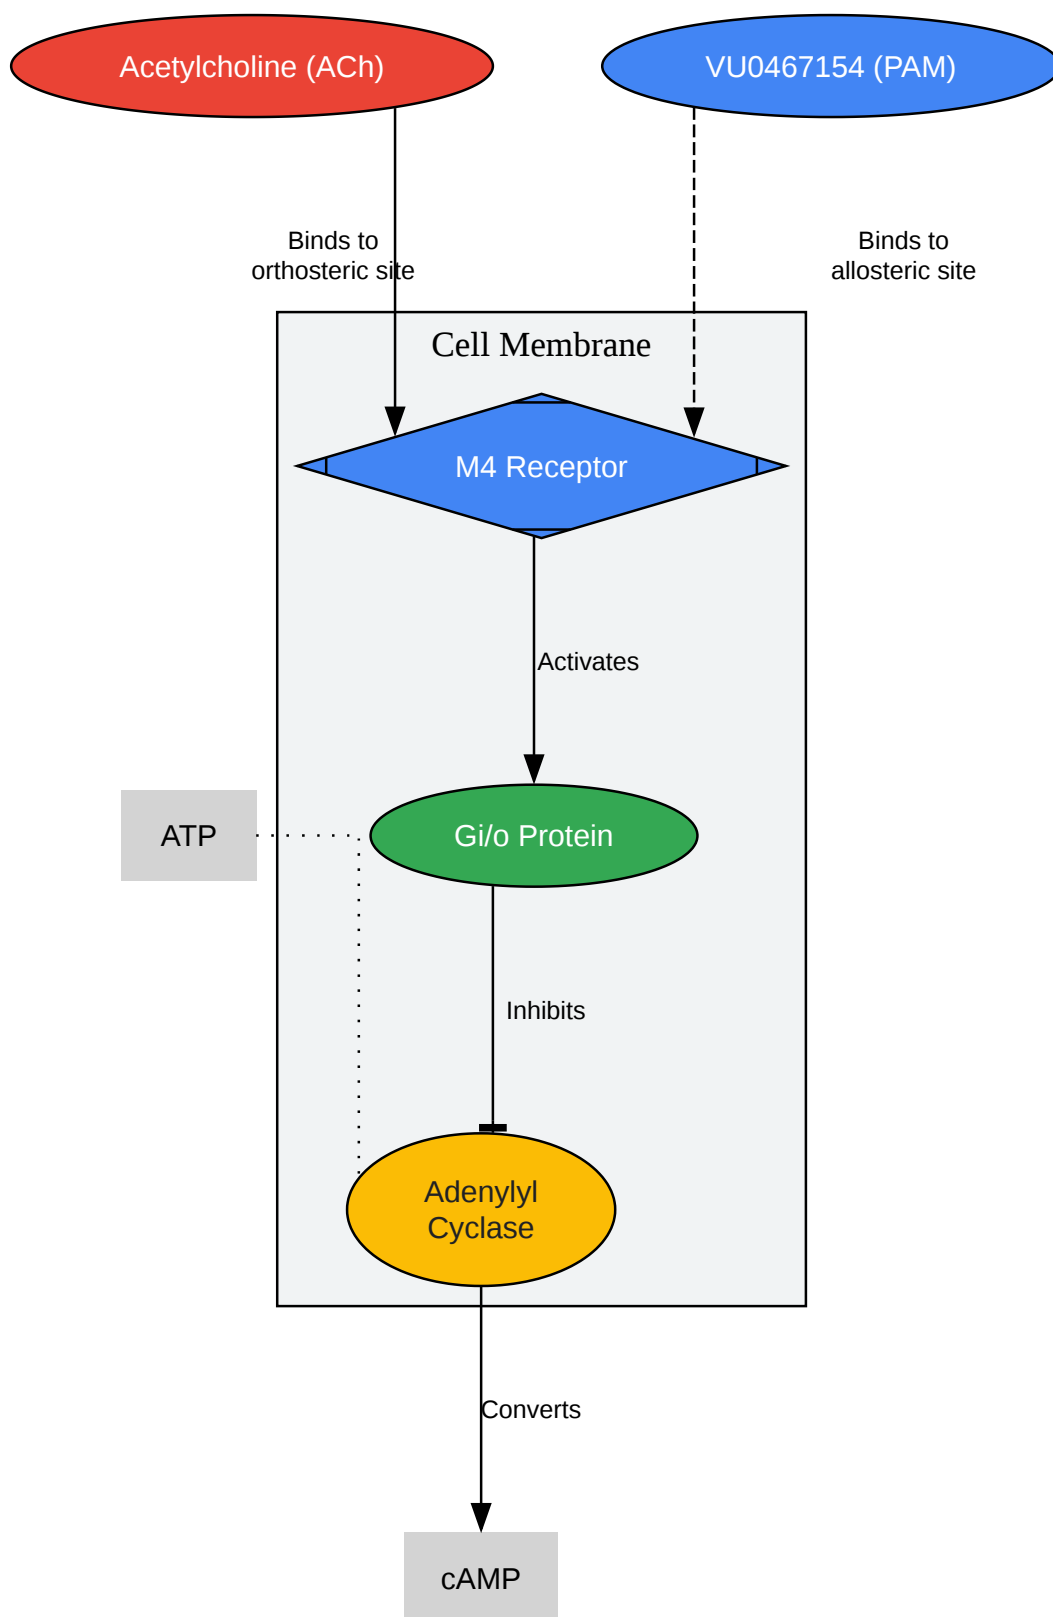 Acetylcholine (ACh)
VU0467154 (PAM)
Binds to
orthosteric site
Binds to
allosteric site
Cell Membrane
M4 Receptor
Activates
ATP
Gi/o Protein
Inhibits
Adenylyl
Cyclase
Converts
cAMP